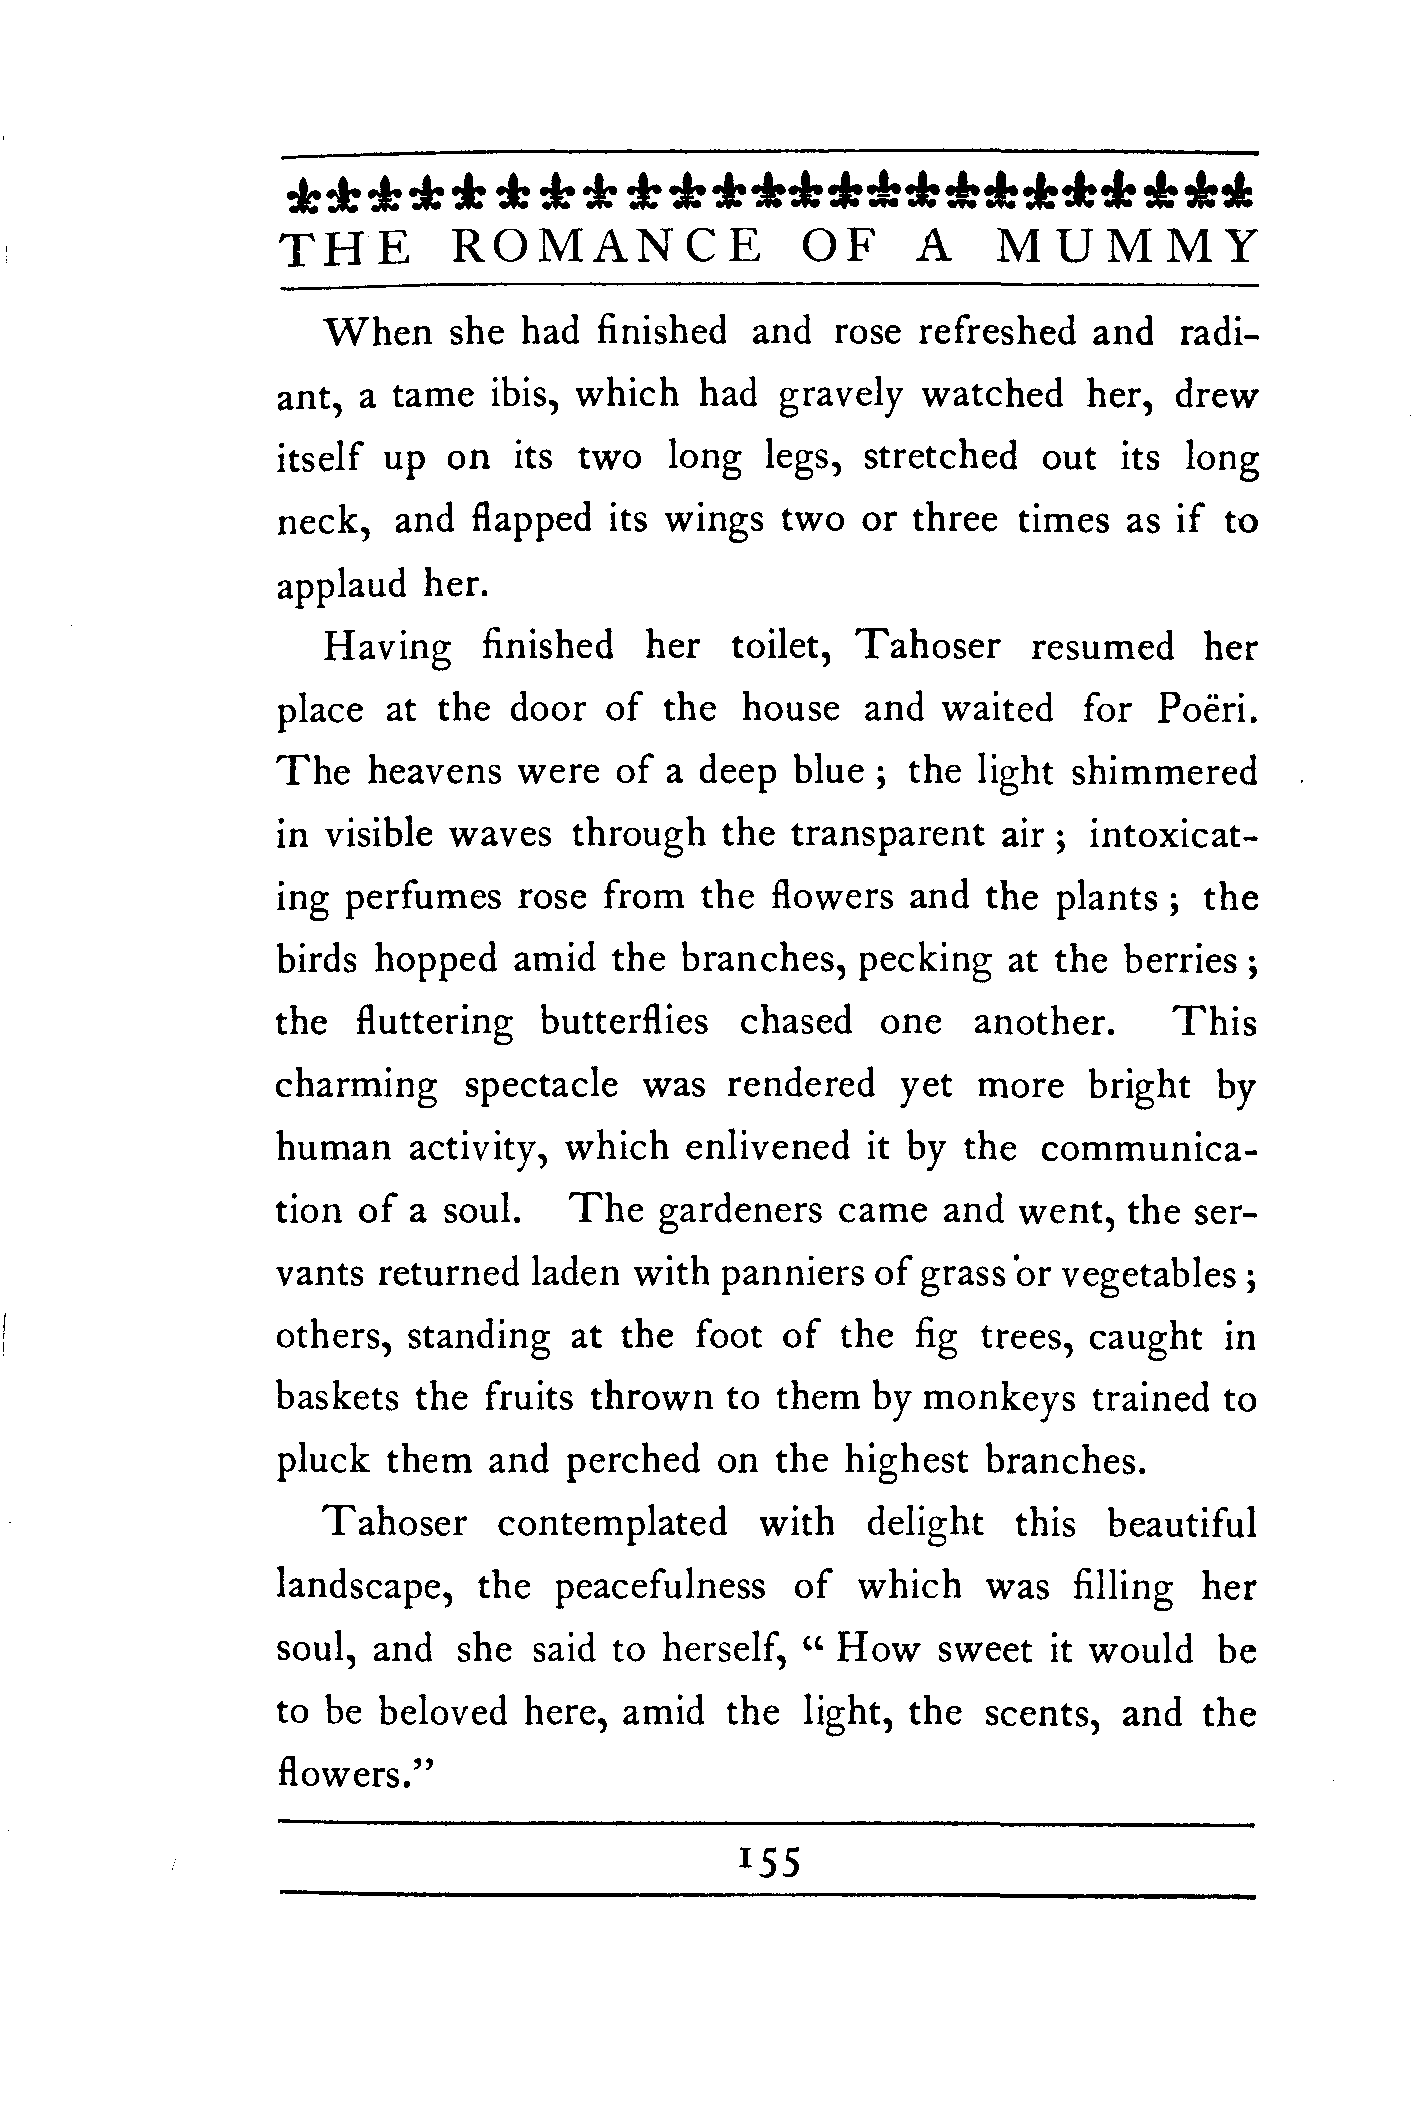 THE ROMANCE OF A MUMMY
When she had finished and rose refreshed and radi-
ant, a tame ibis, which had gravely watched her, drew
itself up on its two long legs, stretched out its long
neck, and flapped its wings two or three times as if to
applaud her.
Having finished her toilet, Tahoser resumed her
place at the door of the house and waited for Poëri.
The heavens were of a deep blue ; the light shimmered
in visible waves through the transparent air ; intoxicat-
ing perfumes rose from the flowers and the plants ; the
birds hopped amid the branches, pecking at the berries ;
the fluttering butterflies chased one another. This
charming spectacle was rendered yet more bright by
human activity, which enlivened it by the communica-
tion of a soul. The gardeners came and went, the ser-
vants returned laden with panniers of grass or vegetables ;
others, standing at the foot of the fig trees, caught in
baskets the fruits thrown to them by monkeys trained to
pluck them and perched on the highest branches.
Tahoser contemplated with delight this beautiful
landscape, the peacefulness of which was filling her
soul, and she said to herself, “ How sweet it would be
to be beloved here, amid the light, the scents, and the
flowers.”
155